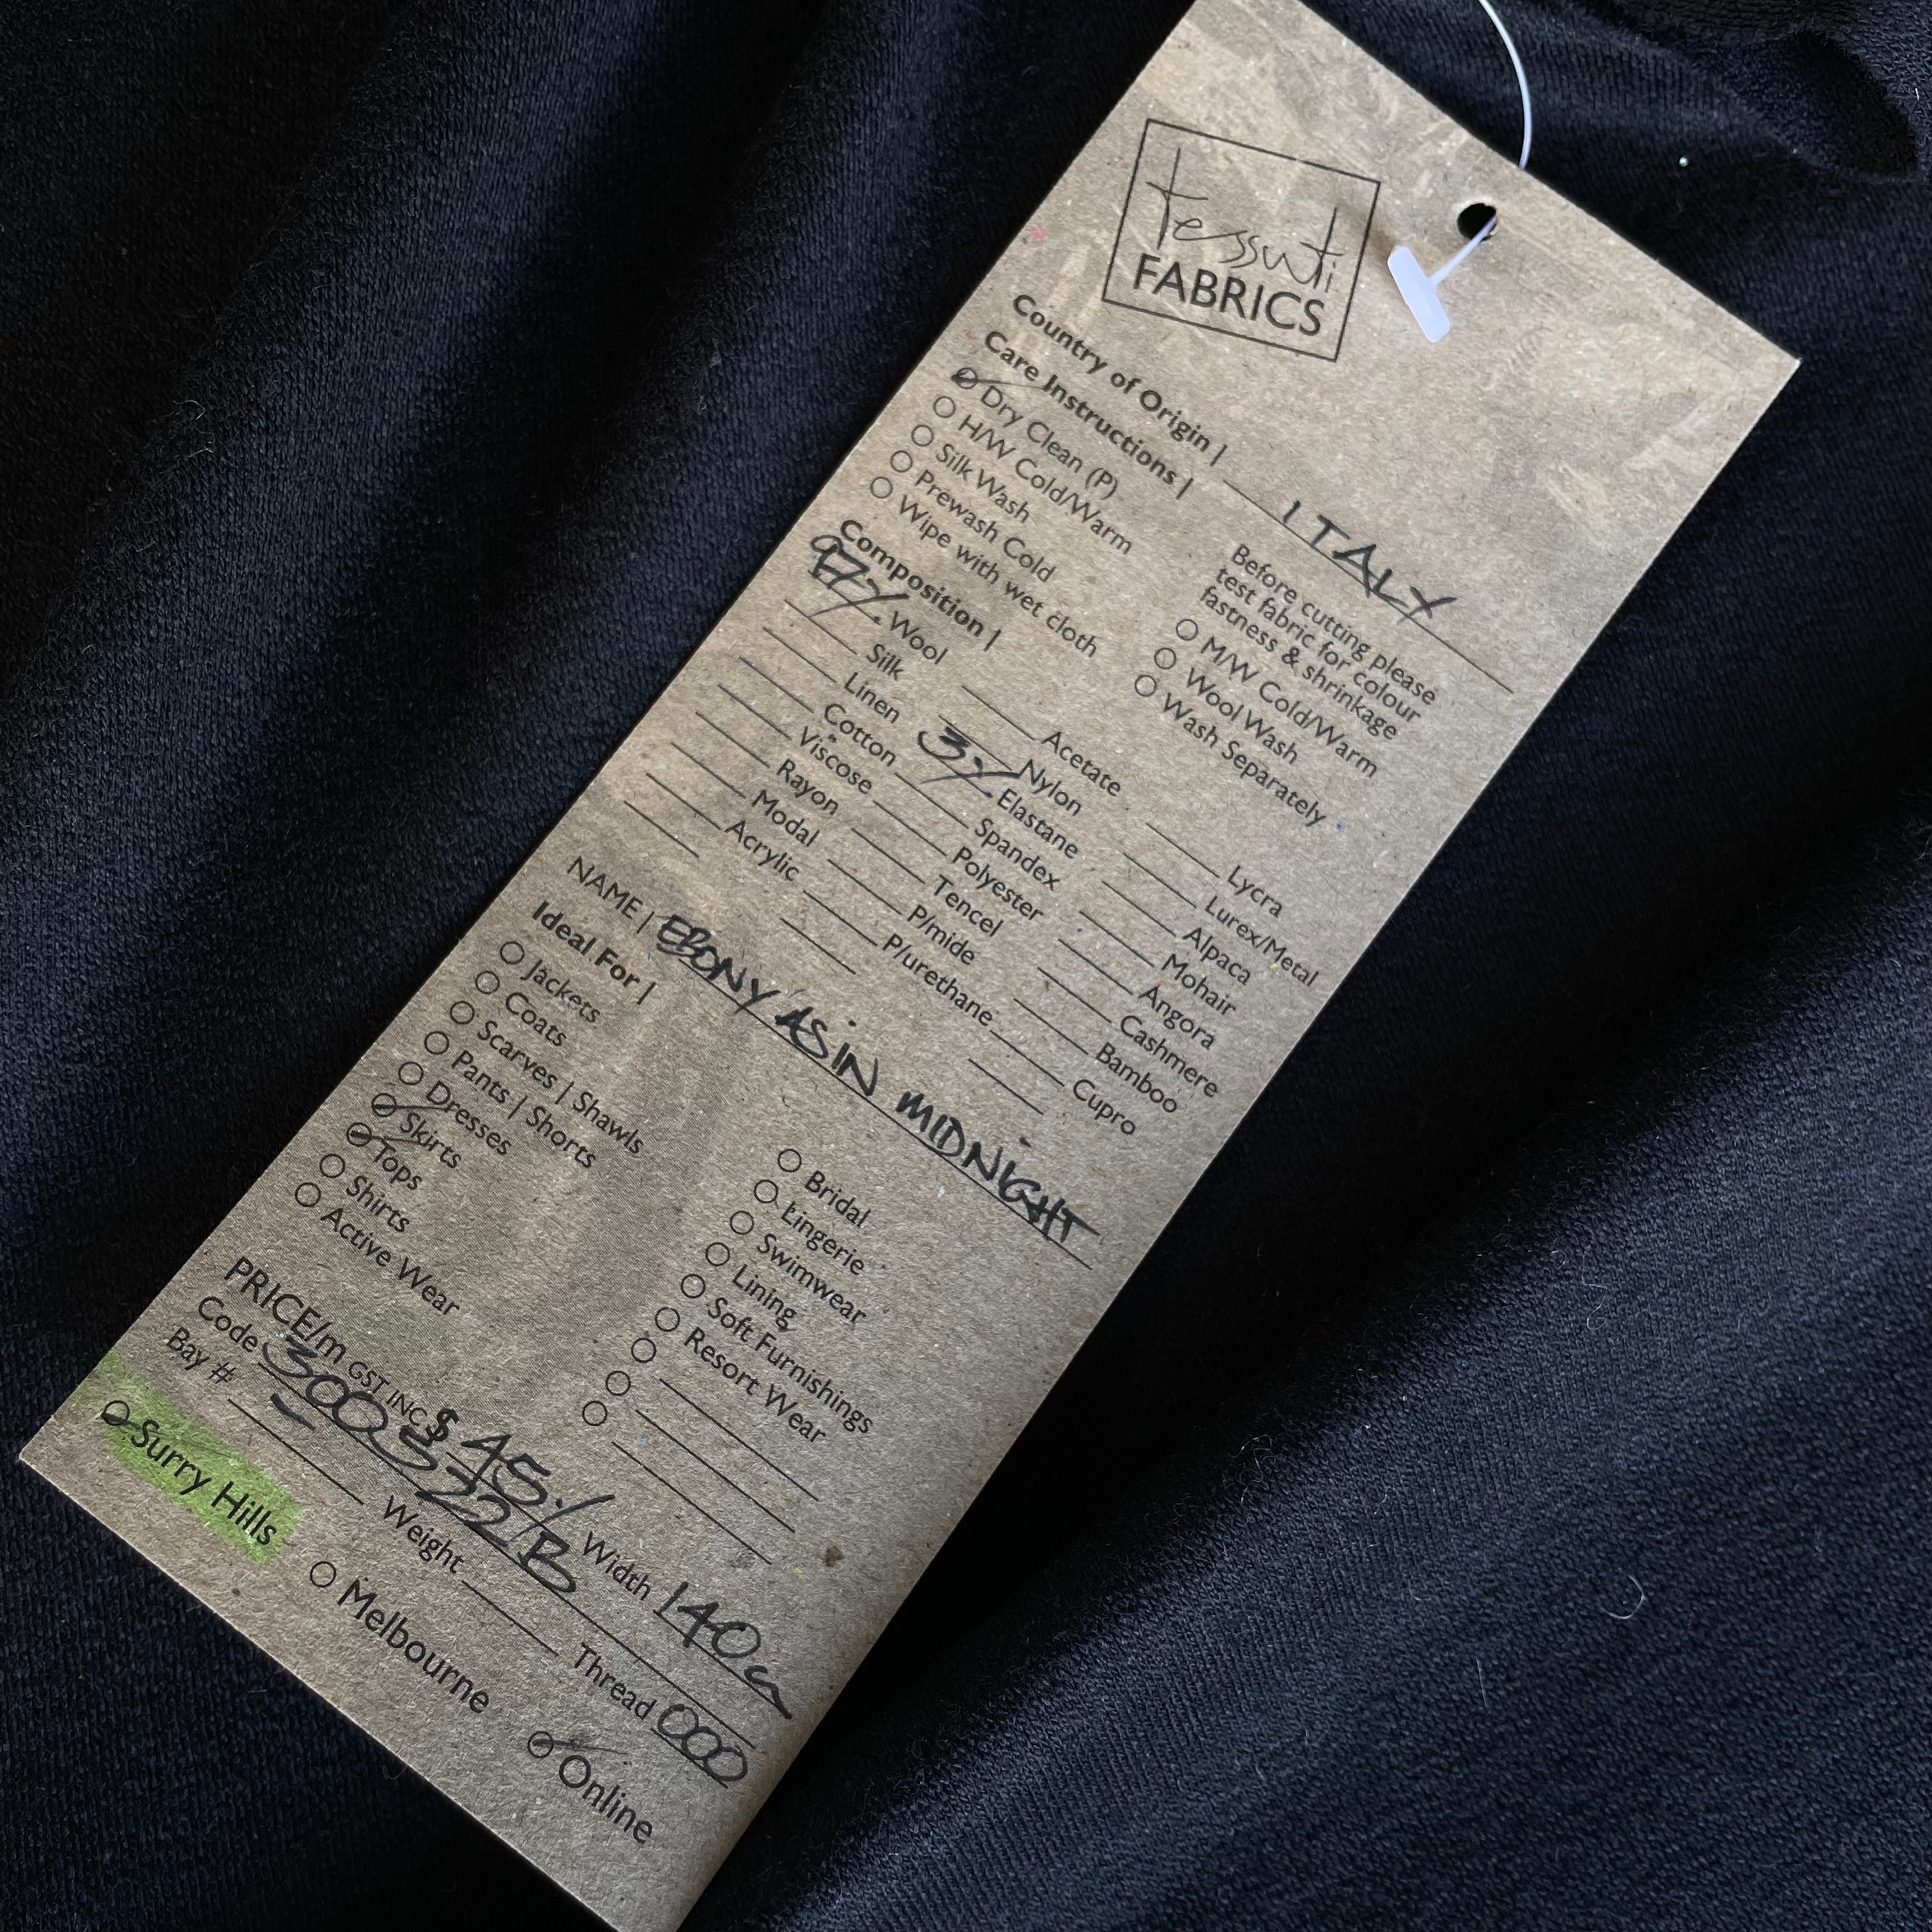 tessuti
FABRICS
Country of Origin | ITALY
Care Instructions |
Dry Clean (P)
H/W Cold/Warm
Silk Wash
Prewash Cold
Wipe with wet cloth
Before cutting please
test fabric for colour
fastness & shrinkage
M/W Cold/Warm
Wool Wash
Wash Separately
Composition |
97% Wool
Silk
Linen
Cotton
Viscose
Rayon
Modal
Acrylic
Acetate
Nylon
3% Elastane
Spandex
Polyester
Tencel
P/mide
P/urethane
Lycra
Lurex/Metal
Alpaca
Mohair
Angora
Cashmere
Bamboo
Cupro
NAME | EBONY AS IN MIDNIGHT
Ideal For |
Jackets
Coats
Scarves | Shawls
Pants | Shorts
Dresses
Skirts
Tops
Shirts
Active Wear
Bridal
Lingerie
Swimwear
Lining
Soft Furnishings
Resort Wear
PRICE/m GST INC $ 45 Width 140cm
Code 300322B
Bay # Weight Thread 000
Surry Hills Melbourne Online